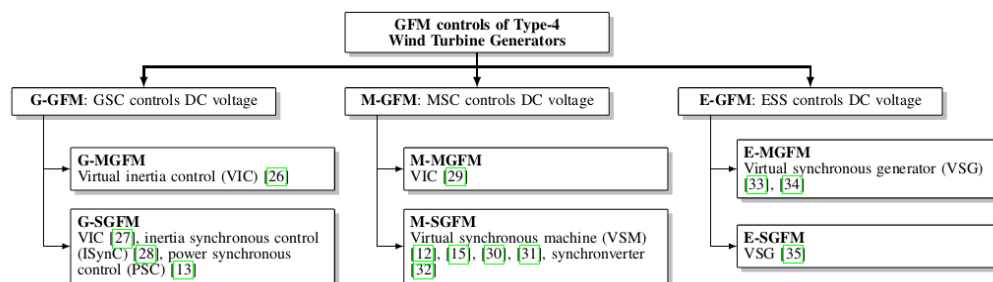 GFM controls of Type-4
Wind Turbine Generators
G-GFM: GSC controls DC voltage
M-GFM: MSC controls DC voltage
E-GFM: ESS controls DC voltage
G-MGFM
Virtual inertia control (VIC) [26]
G-SGFM
VIC [27], inertia synchronous control
(ISynC) [28], power synchronous
control (PSC) [13]
M-MGFM
VIC [29]
M-SGFM
Virtual synchronous machine (VSM)
[12], [15], [30], [31], synchronverter
[32]
E-MGFM
Virtual synchronous generator (VSG)
[33], [34]
E-SGFM
VSG [35]